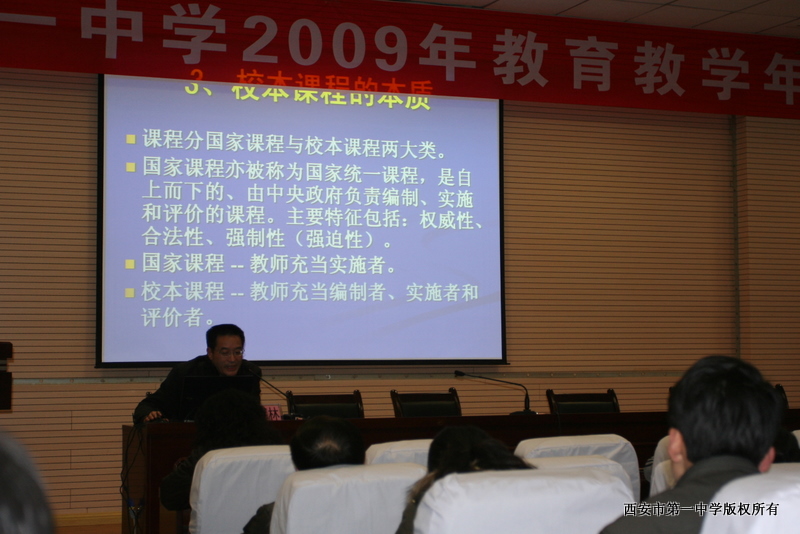 一中学2009年教育教学年
3、校本课程的本质
课程分国家课程与校本课程两大类。
国家课程亦被称为国家统一课程，是自
上而下的、由中央政府负责编制、实施
和评价的课程。主要特征包括：权威性、
合法性、强制性（强迫性）。
国家课程 -- 教师充当实施者。
校本课程 -- 教师充当编制者、实施者和
评价者。
林
西安市第一中学版权所有